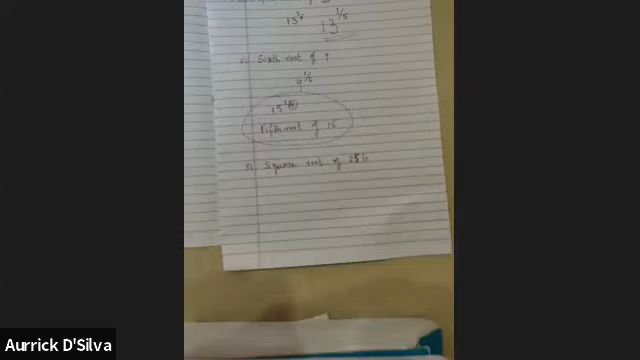 13^1/5 13^1/5
Sixth root of 9
9^1/6
15^1/5
Fifth root of 15
Square root of 256
Aurrick D'Silva